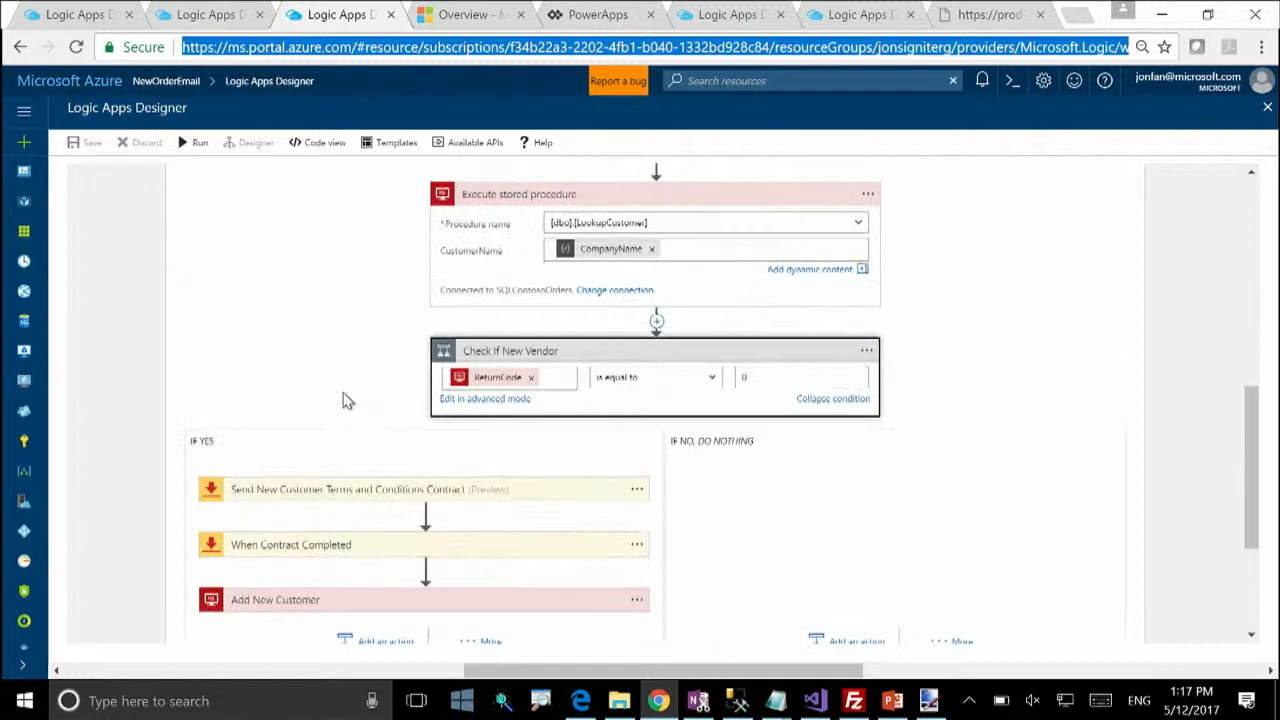 Logic Apps D
Logic Apps D
Logic Apps D
Overview - M
PowerApps
Logic Apps D
Logic Apps D
https://prod
Secure
https://ms.portal.azure.com/#resource/subscriptions/f34b22a3-2202-4fb1-b040-1332bd928c84/resourceGroups/jonsigniterg/providers/Microsoft.Logic/w
Microsoft Azure NewOrderEmail > Logic Apps Designer
Report a bug
Search resources
jonfan@microsoft.com
MICROSOFT
Logic Apps Designer
Save Discard Run Designer Code view Templates Available APIs Help
Execute stored procedure
* Procedure name [dbo].[LookupCustomer]
CustomerName CompanyName x
Add dynamic content
Connected to SQLContosoOrders. Change connection.
Check If New Vendor
ReturnCode x is equal to 0
Edit in advanced mode Collapse condition
IF YES
IF NO, DO NOTHING
Send New Customer Terms and Conditions Contract (Preview)
When Contract Completed
Add New Customer
Add an action ... More
Add an action ... More
Type here to search
ENG
1:17 PM
5/12/2017